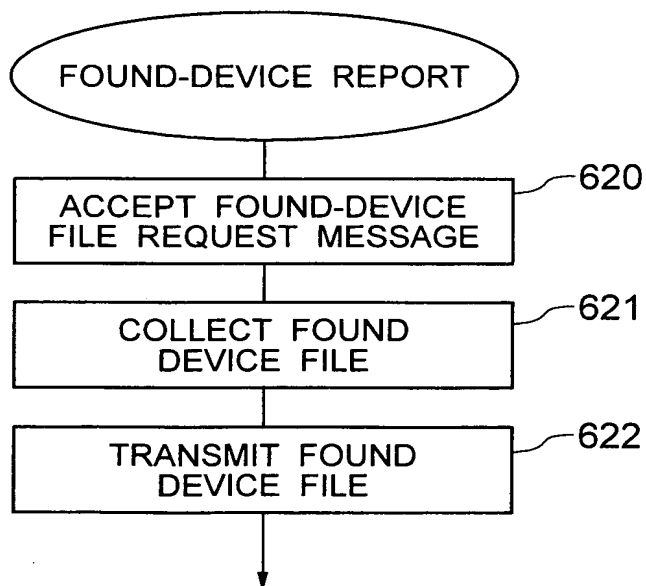 FOUND-DEVICE REPORT
620
ACCEPT FOUND-DEVICE
FILE REQUEST MESSAGE
621
COLLECT FOUND
DEVICE FILE
622
TRANSMIT FOUND
DEVICE FILE